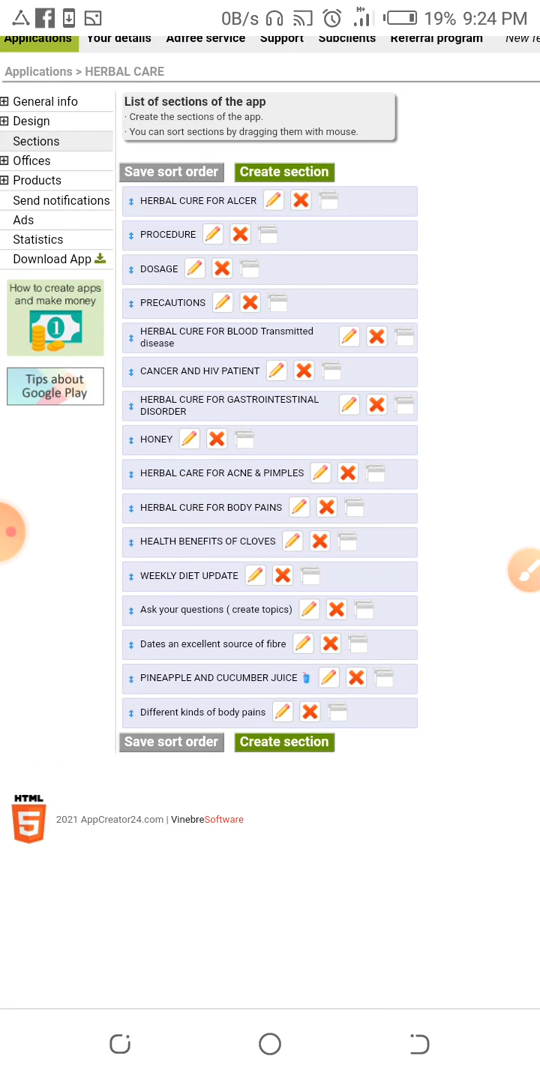 0B/s 19% 9:24 PM
Applications Your details Adfree service Support Subclients Referral program
Applications > HERBAL CARE
General info
Design
Sections
Offices
Products
Send notifications
Ads
Statistics
Download App
How to create apps
and make money
1
Tips about
Google Play
List of sections of the app
· Create the sections of the app.
· You can sort sections by dragging them with mouse.
Save sort order Create section
HERBAL CURE FOR ALCER
PROCEDURE
DOSAGE
PRECAUTIONS
HERBAL CURE FOR BLOOD Transmitted
disease
CANCER AND HIV PATIENT
HERBAL CURE FOR GASTROINTESTINAL
DISORDER
HONEY
HERBAL CARE FOR ACNE & PIMPLES
HERBAL CURE FOR BODY PAINS
HEALTH BENEFITS OF CLOVES
WEEKLY DIET UPDATE
Ask your questions ( create topics)
Dates an excellent source of fibre
PINEAPPLE AND CUCUMBER JUICE
Different kinds of body pains
Save sort order Create section
HTML
5
2021 AppCreator24.com | VinebreSoftware